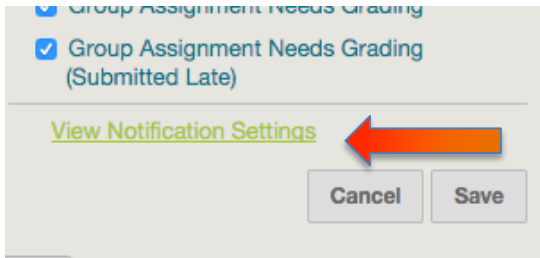 Group Assignment Needs Grading
Group Assignment Needs Grading
(Submitted Late)
View Notification Settings
Cancel Save